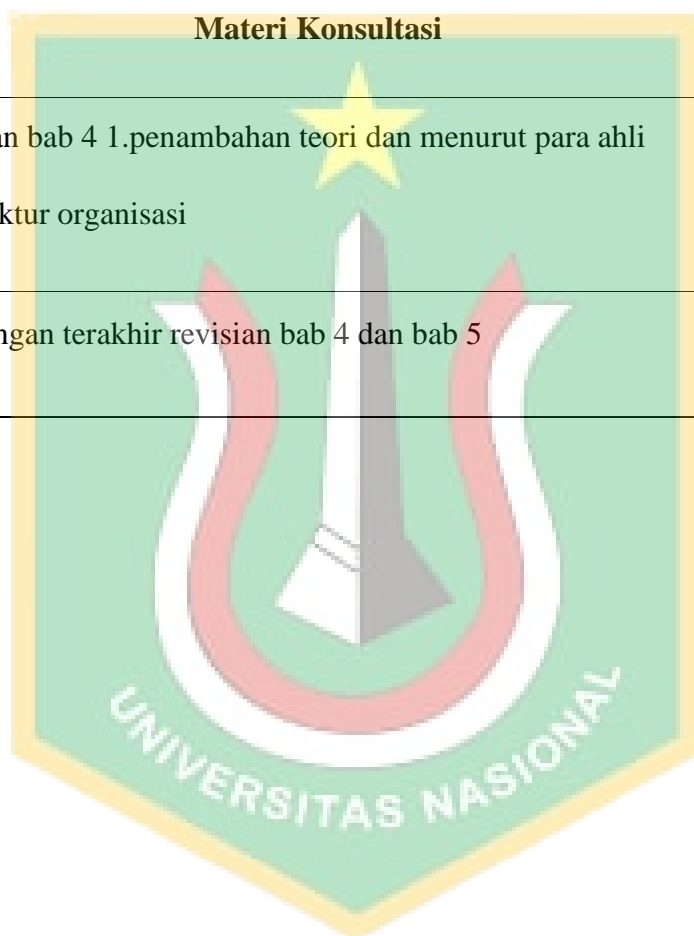 Materi Konsultasi
an bab 4 1.penambahan teori dan menurut para ahli
ktur organisasi
ngan terakhir revisian bab 4 dan bab 5
UNIVERSITAS NASIONAL